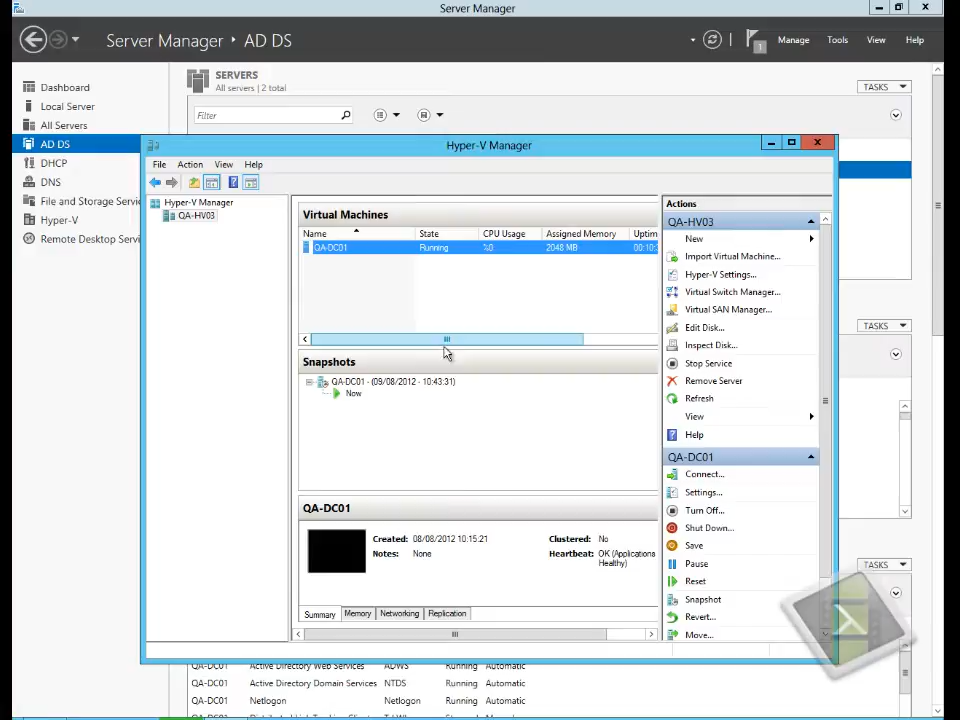 Server Manager
Server Manager ‣ AD DS
1
Manage
Tools
View
Help
Dashboard
Local Server
All Servers
AD DS
DHCP
DNS
File and Storage Servi
Hyper-V
Remote Desktop Servi
SERVERS
All servers | 2 total
TASKS
Filter
Hyper-V Manager
File Action View Help
Hyper-V Manager
QA-HV03
Virtual Machines
Name State CPU Usage Assigned Memory Uptim
QA-DC01 Running %0 2048 MB 00:10:
Snapshots
QA-DC01 - (09/08/2012 - 10:43:31)
Now
QA-DC01
Created: 08/08/2012 10:15:21
Notes: None
Clustered: No
Heartbeat: OK (Applications
Healthy)
Summary Memory Networking Replication
Actions
QA-HV03
New
Import Virtual Machine...
Hyper-V Settings...
Virtual Switch Manager...
Virtual SAN Manager...
Edit Disk...
Inspect Disk...
Stop Service
Remove Server
Refresh
View
Help
QA-DC01
Connect...
Settings...
Turn Off...
Shut Down...
Save
Pause
Reset
Snapshot
Revert...
Move...
TASKS
TASKS
QA-DC01 Active Directory Web Services ADWS Running Automatic
QA-DC01 Active Directory Domain Services NTDS Running Automatic
QA-DC01 Netlogon Netlogon Running Automatic